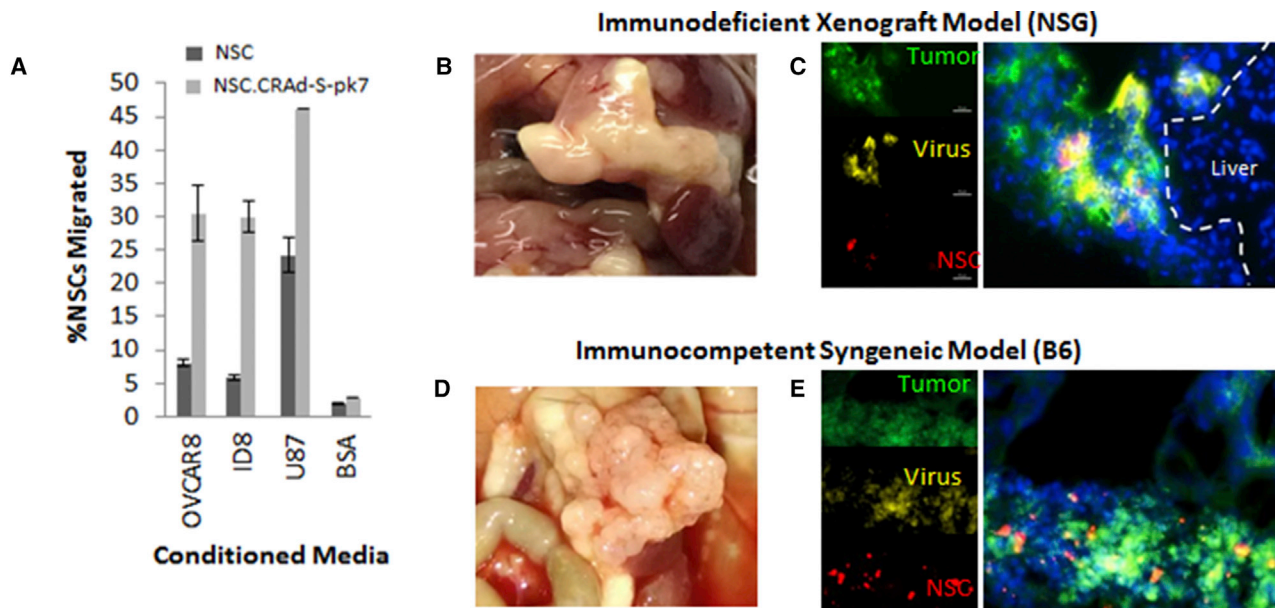 Immunodeficient Xenograft Model (NSG)
A
NSC
NSC.CRAd-S-pk7
%NSCs Migrated
50
45
40
35
30
25
20
15
10
5
0
OVCAR8
ID8
U87
BSA
Conditioned Media
B
C
Tumor
Virus
NSC
Liver
Immunocompetent Syngeneic Model (B6)
D
E
Tumor
Virus
NSC